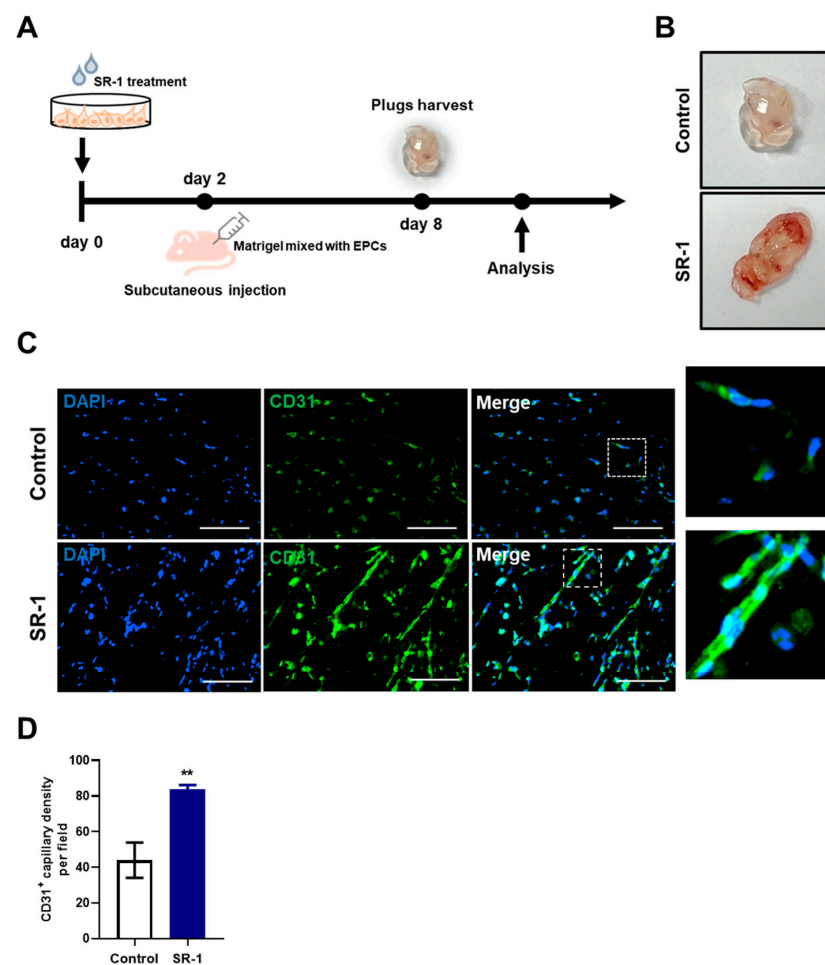 A
SR-1 treatment
day 0
day 2
Matrigel mixed with EPCs
Subcutaneous injection
Plugs harvest
day 8
Analysis
B
Control
SR-1
C
Control
DAPI
CD31
Merge
SR-1
DAPI
CD31
Merge
D
CD31⁺ capillary density
per field
100
80
60
40
20
0
**
Control
SR-1